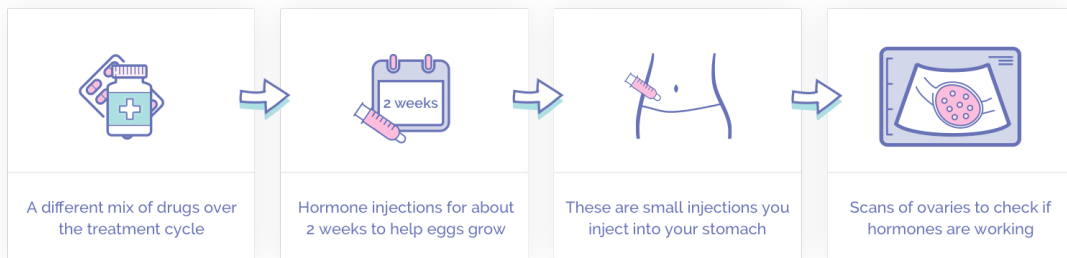 2 weeks
A different mix of drugs over
the treatment cycle
Hormone injections for about
2 weeks to help eggs grow
These are small injections you
inject into your stomach
Scans of ovaries to check if
hormones are working